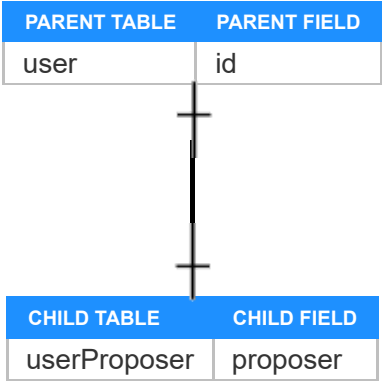 PARENT TABLE PARENT FIELD
user id
CHILD TABLE CHILD FIELD
userProposer proposer